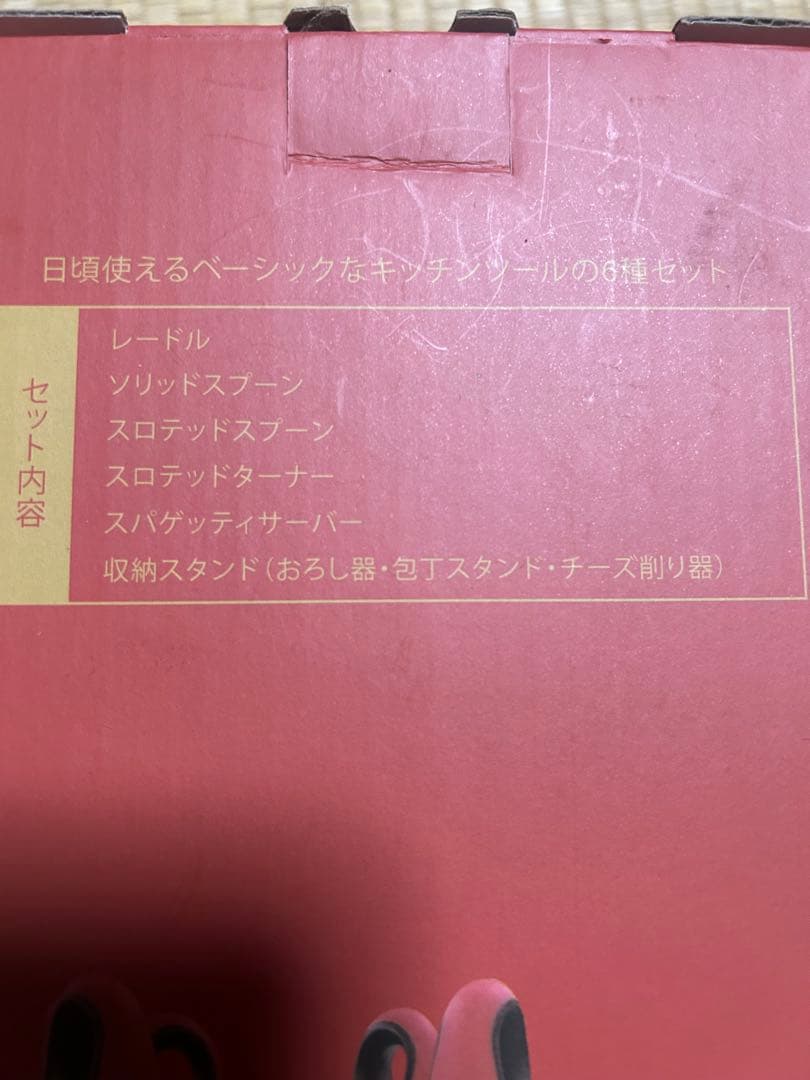 日頃使えるベーシックなキッチンツールの6種セット
セット内容
レードル
ソリッドスプーン
スロテッドスプーン
スロテッドターナー
スパゲッティサーバー
収納スタンド(おろし器・包丁スタンド・チーズ削り器)